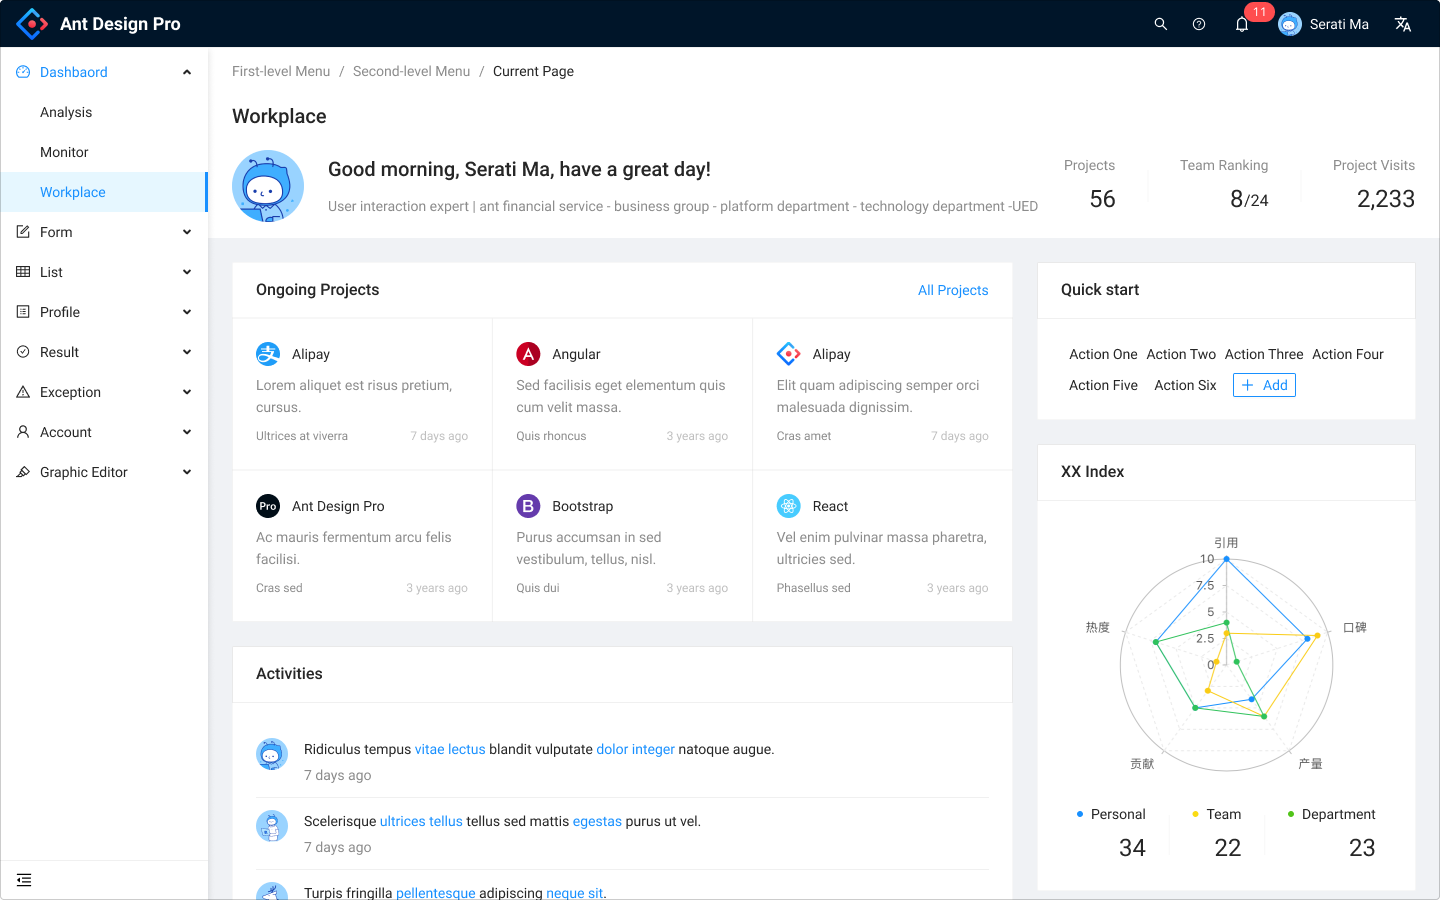 Ant Design Pro
11
Serati Ma
Dashbaord
Analysis
Monitor
Workplace
Form
List
Profile
Result
Exception
Account
Graphic Editor
First-level Menu / Second-level Menu / Current Page
Workplace
Good morning, Serati Ma, have a great day!
User interaction expert | ant financial service - business group - platform department - technology department -UED
Projects
56
Team Ranking
8/24
Project Visits
2,233
Ongoing Projects
All Projects
Alipay
Lorem aliquet est risus pretium,
cursus.
Ultrices at viverra
7 days ago
Angular
Sed facilisis eget elementum quis
cum velit massa.
Quis rhoncus
3 years ago
Alipay
Elit quam adipiscing semper orci
malesuada dignissim.
Cras amet
7 days ago
Pro
Ant Design Pro
Ac mauris fermentum arcu felis
facilisi.
Cras sed
3 years ago
Bootstrap
Purus accumsan in sed
vestibulum, tellus, nisl.
Quis dui
3 years ago
React
Vel enim pulvinar massa pharetra,
ultricies sed.
Phasellus sed
3 years ago
Activities
Ridiculus tempus vitae lectus blandit vulputate dolor integer natoque augue.
7 days ago
Scelerisque ultrices tellus tellus sed mattis egestas purus ut vel.
7 days ago
Turpis fringilla pellentesque adipiscing neque sit.
Quick start
Action One Action Two Action Three Action Four
Action Five Action Six + Add
XX Index
引用
10
7.5
5
2.5
0
热度
口碑
贡献
产量
Personal
34
Team
22
Department
23